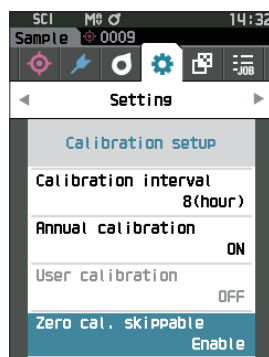 SCI M⁸ ♂ 14:32
Sample 0009
JOB
Setting
Calibration setup
Calibration interval
8(hour)
Annual calibration
ON
User calibration
OFF
Zero cal. skippable
Enable